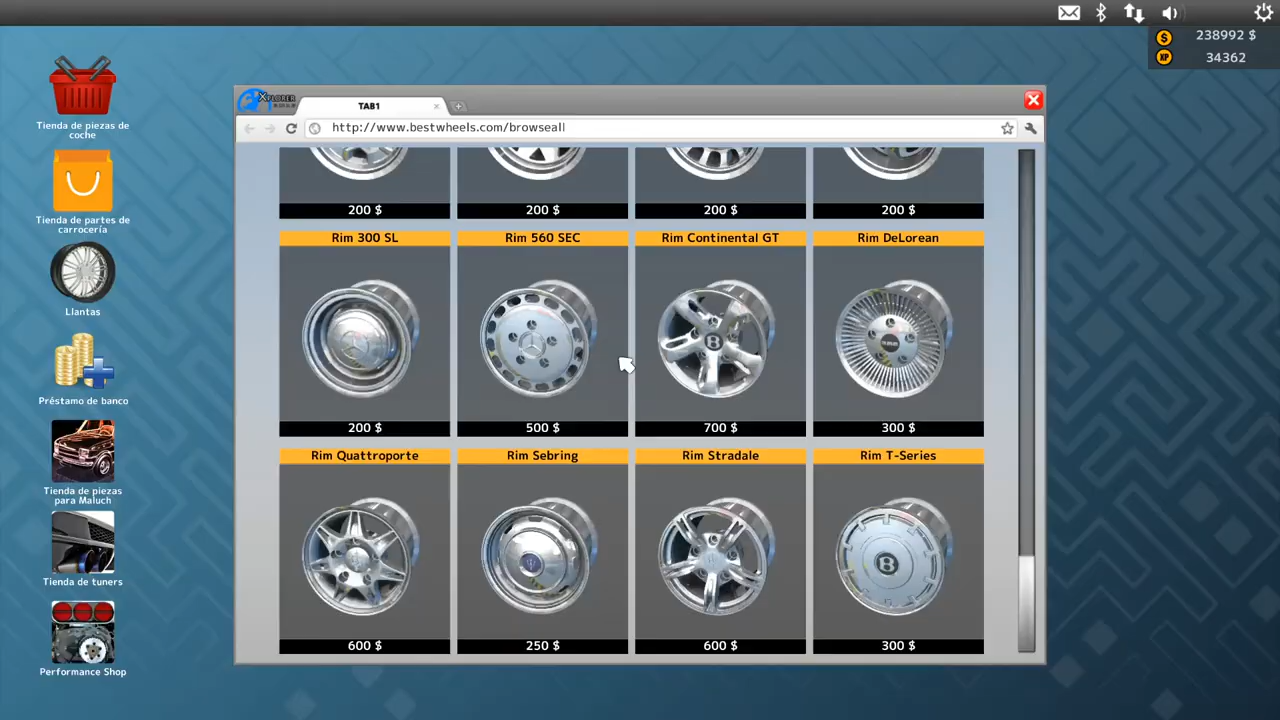 238992 $
34362
Tienda de piezas de
coche
Tienda de partes de
carrocería
Llantas
Préstamo de banco
Tienda de piezas
para Maluch
Tienda de tuners
Performance Shop
XPLORER
TAB1
http://www.bestwheels.com/browseall
200 $
200 $
200 $
200 $
Rim 300 SL
Rim 560 SEC
Rim Continental GT
Rim DeLorean
200 $
500 $
700 $
300 $
Rim Quattroporte
Rim Sebring
Rim Stradale
Rim T-Series
600 $
250 $
600 $
300 $